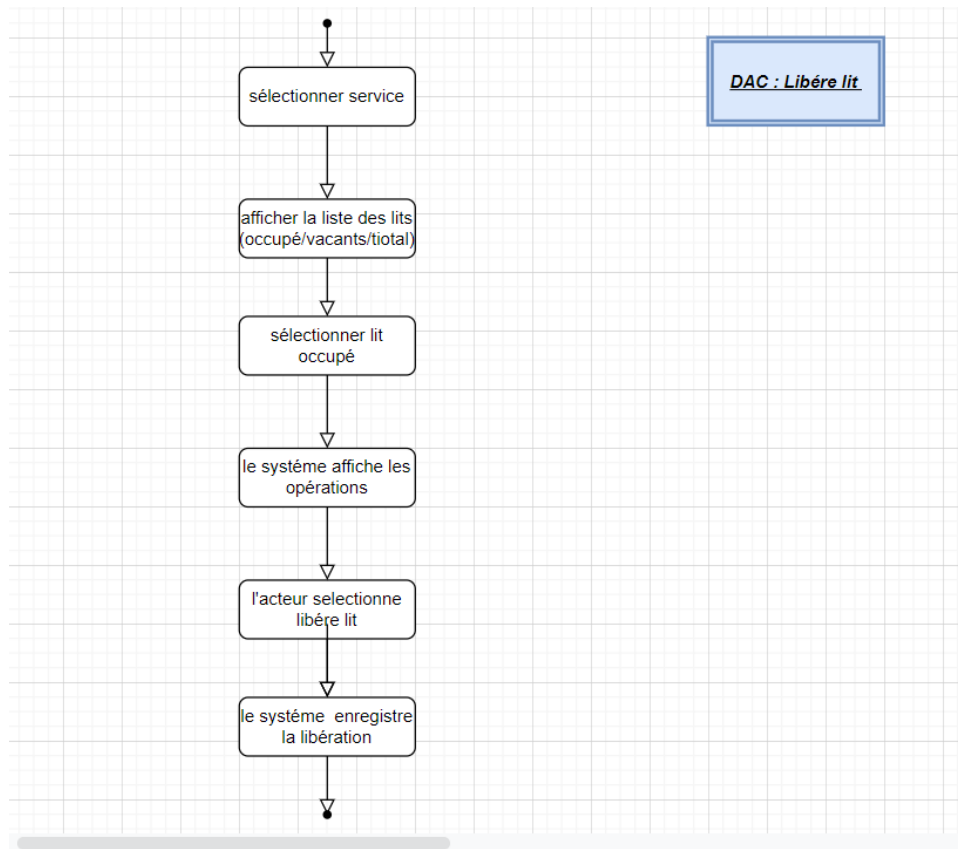 sélectionner service
DAC : Libére lit
afficher la liste des lits
(occupé/vacants/tiotal)
sélectionner lit
occupé
le systéme affiche les
opérations
l'acteur selectionne
libére lit
le systéme enregistre
la libération